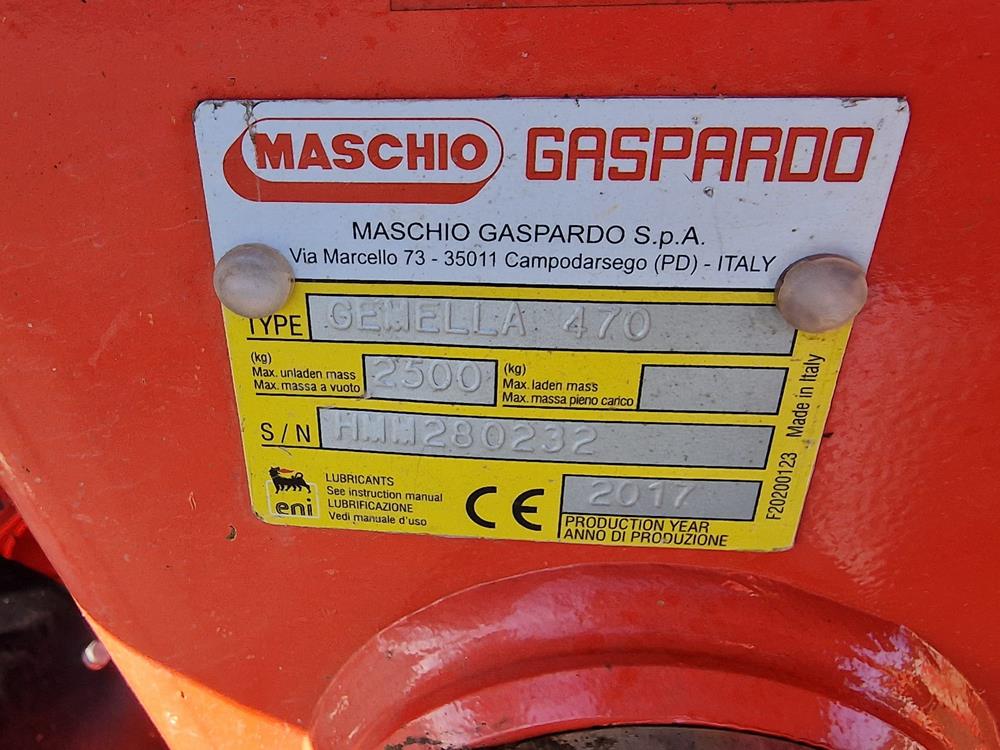 MASCHIO GASPARDO
MASCHIO GASPARDO S.p.A.
Via Marcello 73 - 35011 Campodarsego (PD) - ITALY
TYPE GEMELLA 470
(kg)
Max. unladen mass
Max. massa a vuoto
2500
(kg)
Max. laden mass
Max. massa pieno carico
S/N HMM280232
eni
LUBRICANTS
See instruction manual
LUBRIFICAZIONE
Vedi manuale d'uso
CE
2017
PRODUCTION YEAR
ANNO DI PRODUZIONE
F20200123 Made in Italy